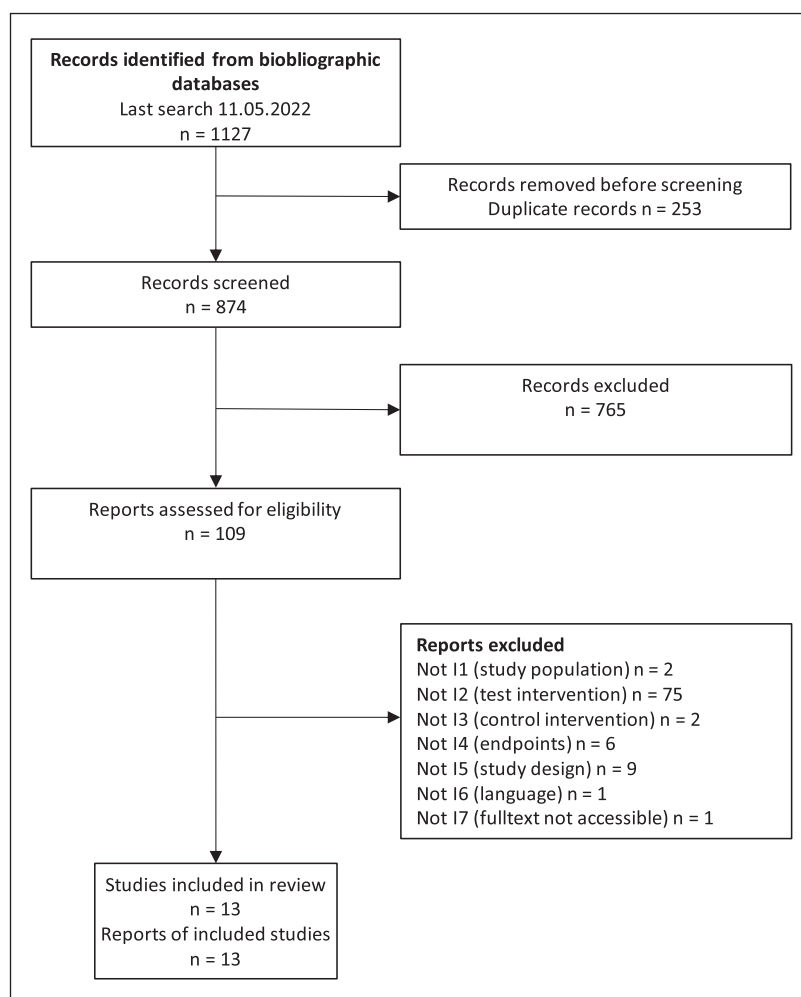 Records identified from biobliographic
databases
Last search 11.05.2022
n = 1127
Records removed before screening
Duplicate records n = 253
Records screened
n = 874
Records excluded
n = 765
Reports assessed for eligibility
n = 109
Reports excluded
Not I1 (study population) n = 2
Not I2 (test intervention) n = 75
Not I3 (control intervention) n = 2
Not I4 (endpoints) n = 6
Not I5 (study design) n = 9
Not I6 (language) n = 1
Not I7 (fulltext not accessible) n = 1
Studies included in review
n = 13
Reports of included studies
n = 13